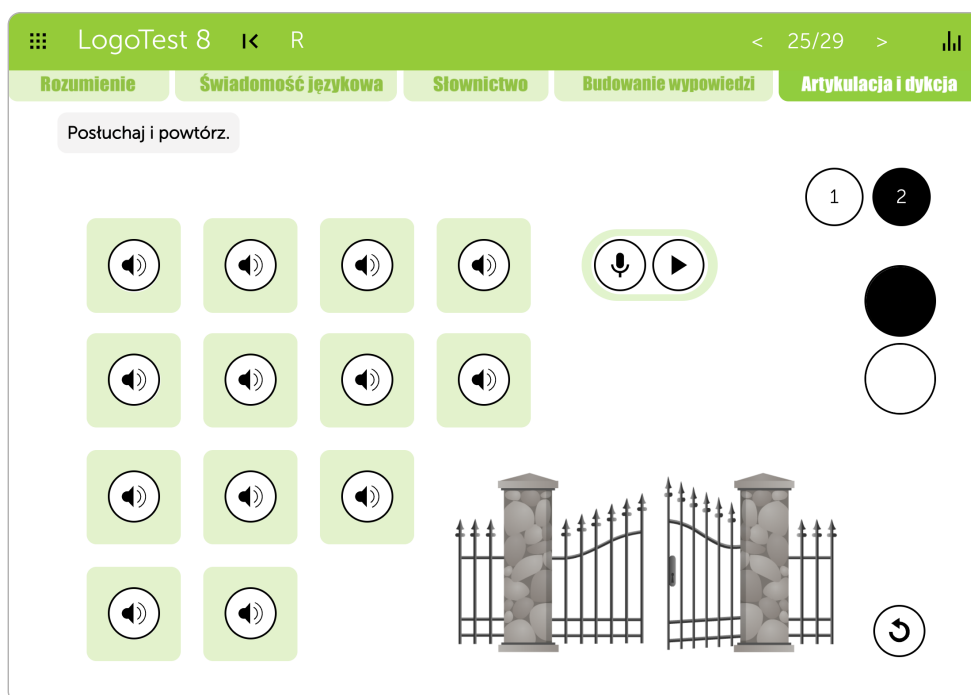 LogoTest 8 R < 25/29 >
Rozumienie Świadomość językowa Słownictwo Budowanie wypowiedzi Artykulacja i dykcja
Posłuchaj i powtórz.
1 2